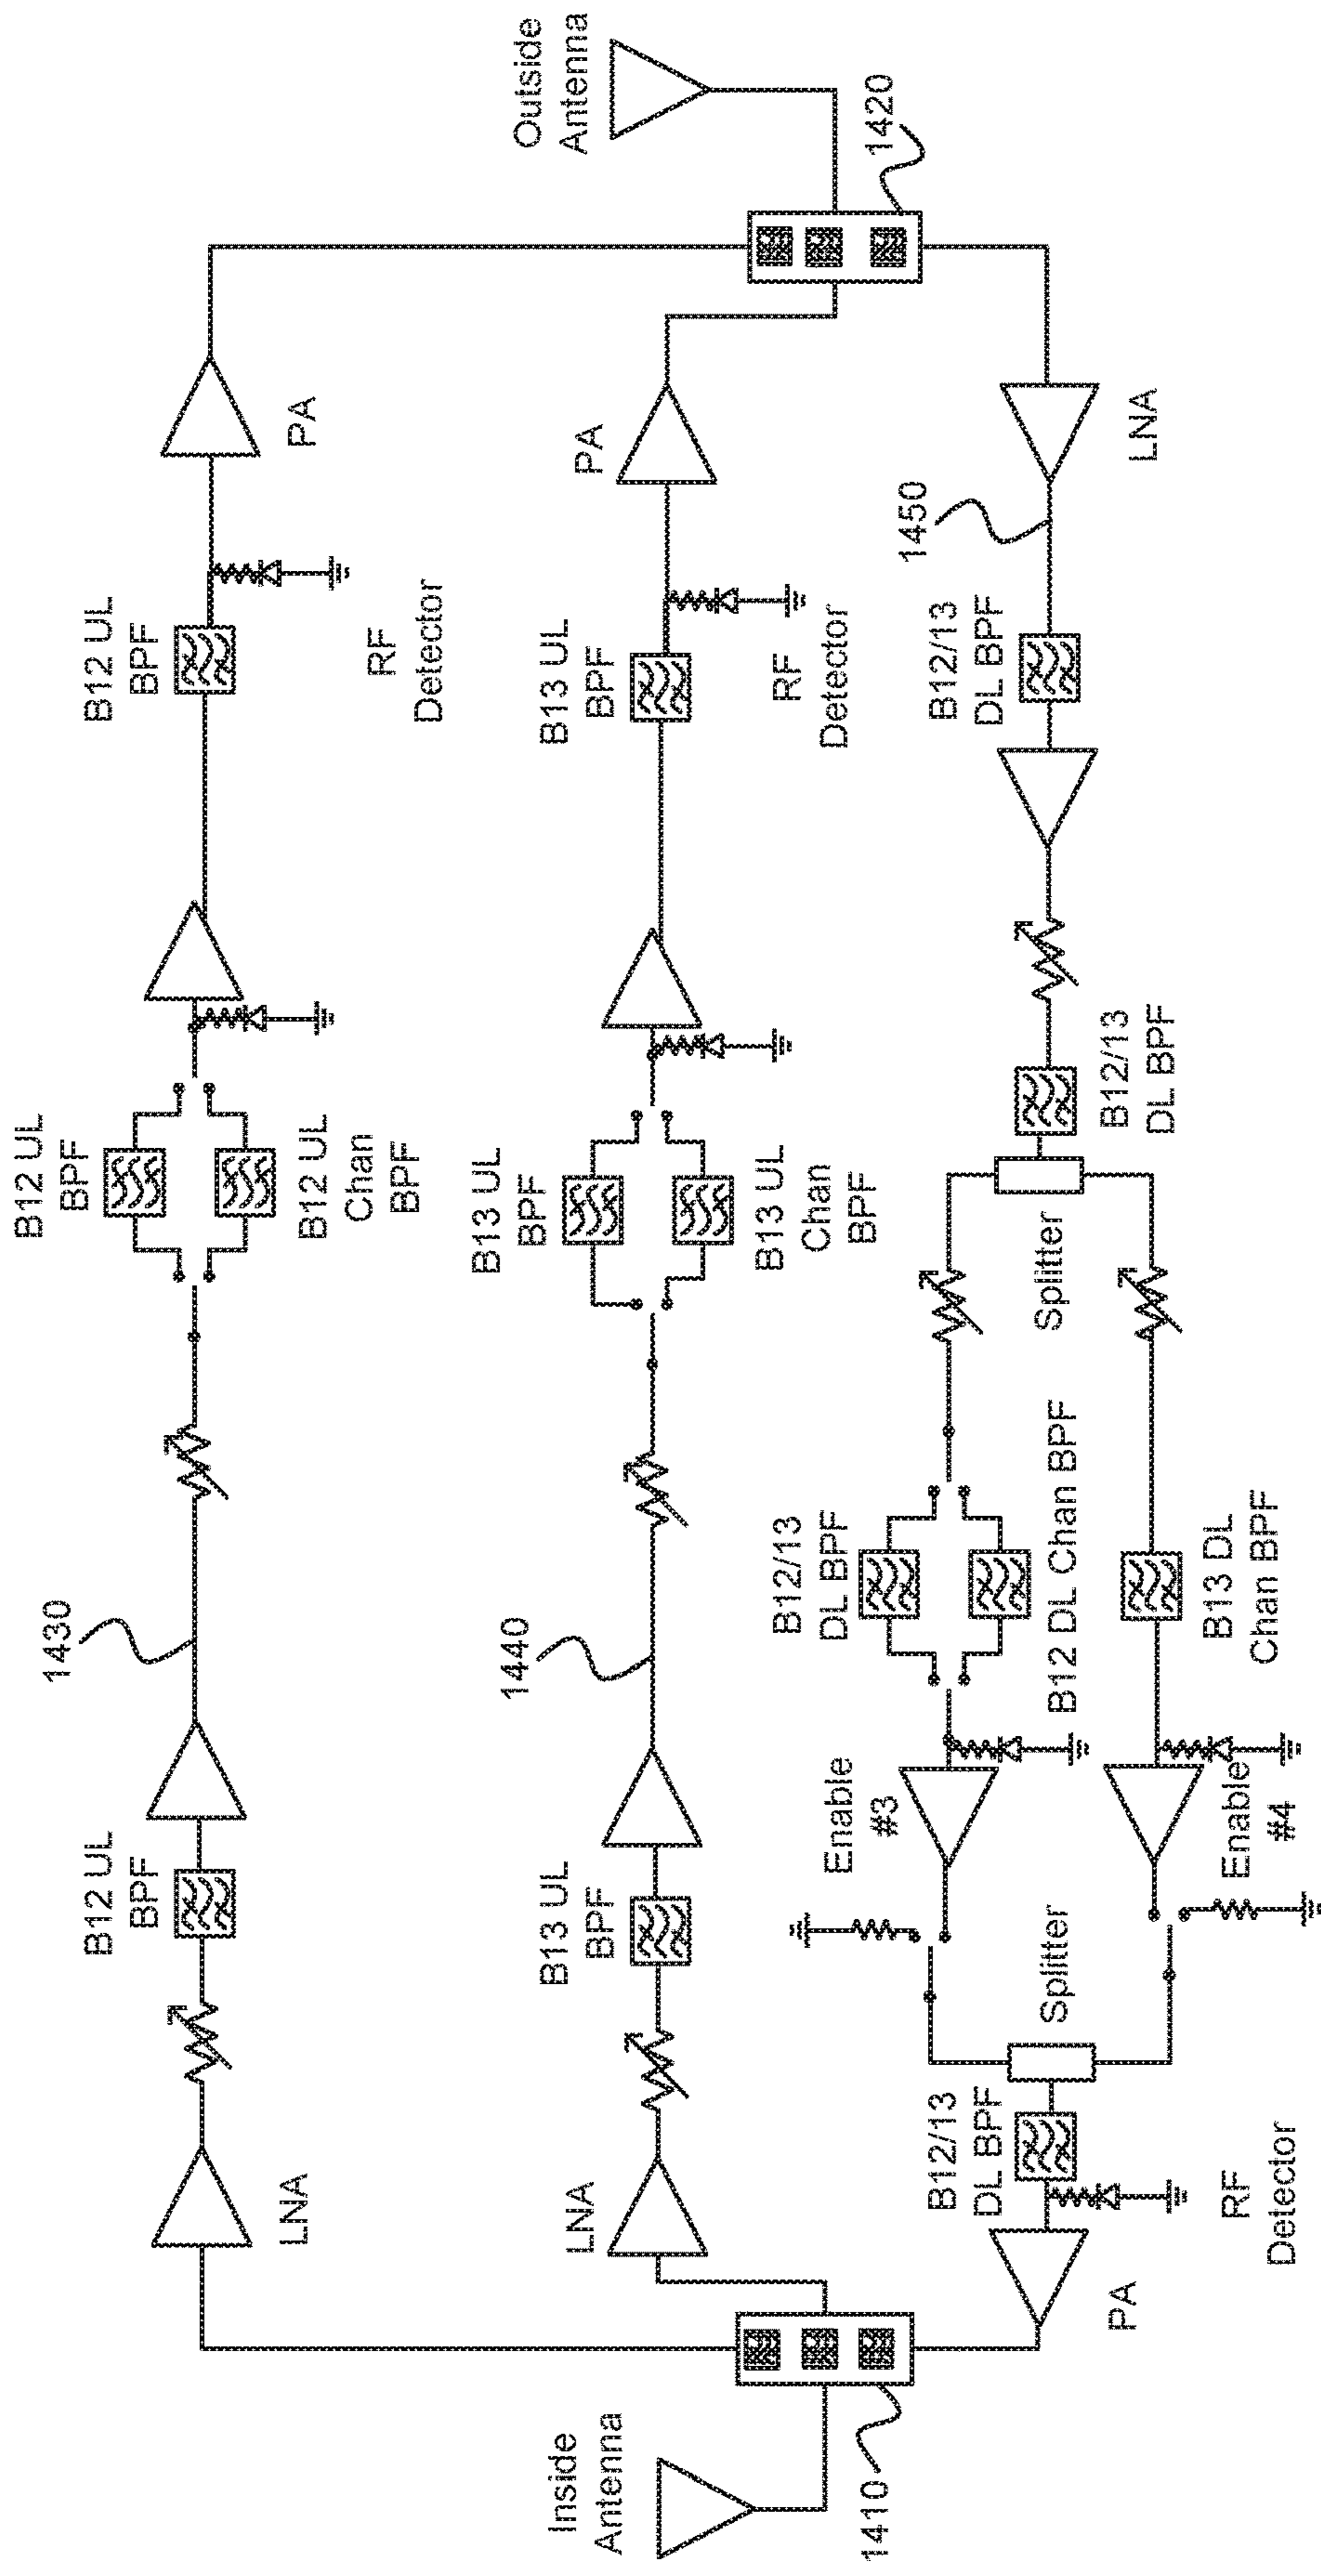 Inside
Antenna
1410
LNA
B12 UL
BPF
1430
B12 UL
BPF
B12 UL
Chan
BPF
B12 UL
BPF
RF
Detector
PA
LNA
B13 UL
BPF
1440
B13 UL
BPF
B13 UL
Chan
BPF
B13 UL
BPF
RF
Detector
PA
Outside
Antenna
1420
LNA
1450
B12/13
DL BPF
B12/13
DL BPF
Splitter
B12/13
DL BPF
B12 DL Chan BPF
B13 DL
Chan BPF
Enable
#3
Enable
#4
Splitter
B12/13
DL BPF
RF
Detector
PA